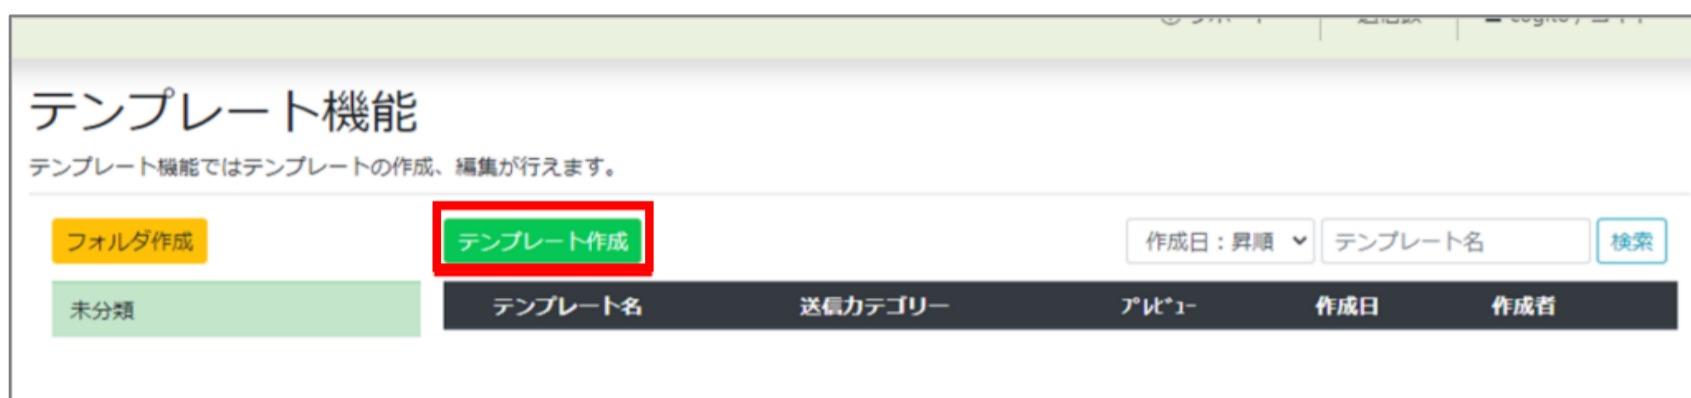 テンプレート機能
テンプレート機能ではテンプレートの作成、編集が行えます。
フォルダ作成
テンプレート作成
作成日：昇順
テンプレート名
検索
未分類
テンプレート名 送信カテゴリー ﾌﾟﾚﾋﾞｭｰ 作成日 作成者